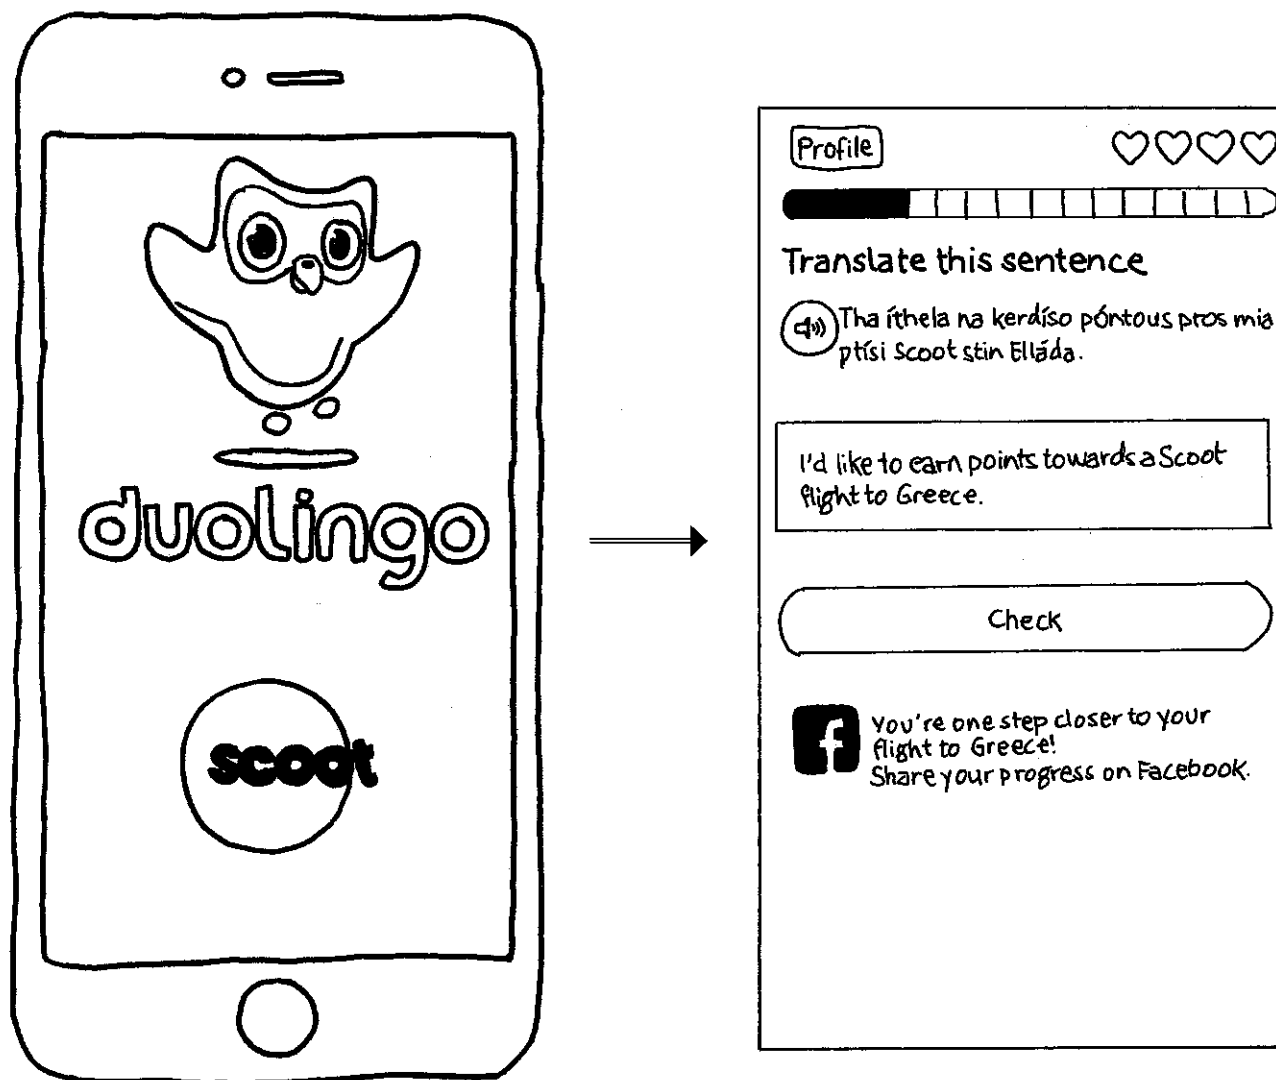 duolingo
scoot
Profile
Translate this sentence
Tha íthela na kerdíso póntous pros mia
ptísi Scoot stin Elláda.
I'd like to earn points towards a Scoot
flight to Greece.
Check
f
You're one step closer to your
flight to Greece!
Share your progress on Facebook.